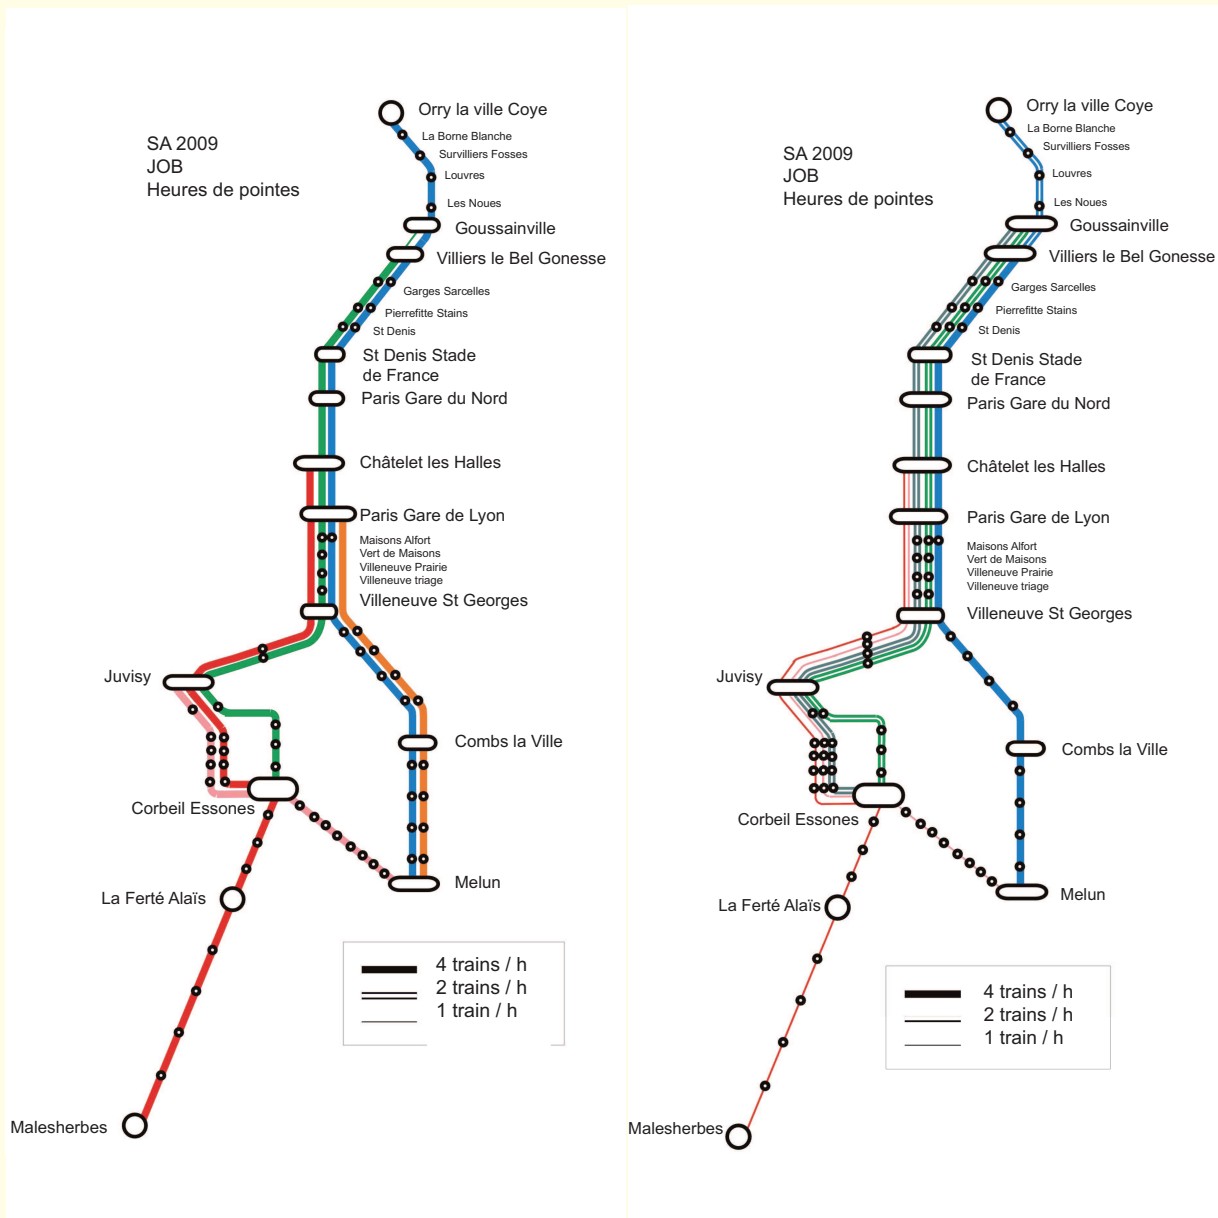 SA 2009
JOB
Heures de pointes
Orry la ville Coye
La Borne Blanche
Survilliers Fosses
Louvres
Les Noues
Goussainville
Villiers le Bel Gonesse
Garges Sarcelles
Pierrefitte Stains
St Denis
St Denis Stade
de France
Paris Gare du Nord
Châtelet les Halles
Paris Gare de Lyon
Maisons Alfort
Vert de Maisons
Villeneuve Prairie
Villeneuve triage
Villeneuve St Georges
Juvisy
Combs la Ville
Corbeil Essones
Melun
La Ferté Alaïs
Malesherbes
4 trains / h
2 trains / h
1 train / h
SA 2009
JOB
Heures de pointes
Orry la ville Coye
La Borne Blanche
Survilliers Fosses
Louvres
Les Noues
Goussainville
Villiers le Bel Gonesse
Garges Sarcelles
Pierrefitte Stains
St Denis
St Denis Stade
de France
Paris Gare du Nord
Châtelet les Halles
Paris Gare de Lyon
Maisons Alfort
Vert de Maisons
Villeneuve Prairie
Villeneuve triage
Villeneuve St Georges
Juvisy
Combs la Ville
Corbeil Essones
Melun
La Ferté Alaïs
Malesherbes
4 trains / h
2 trains / h
1 train / h